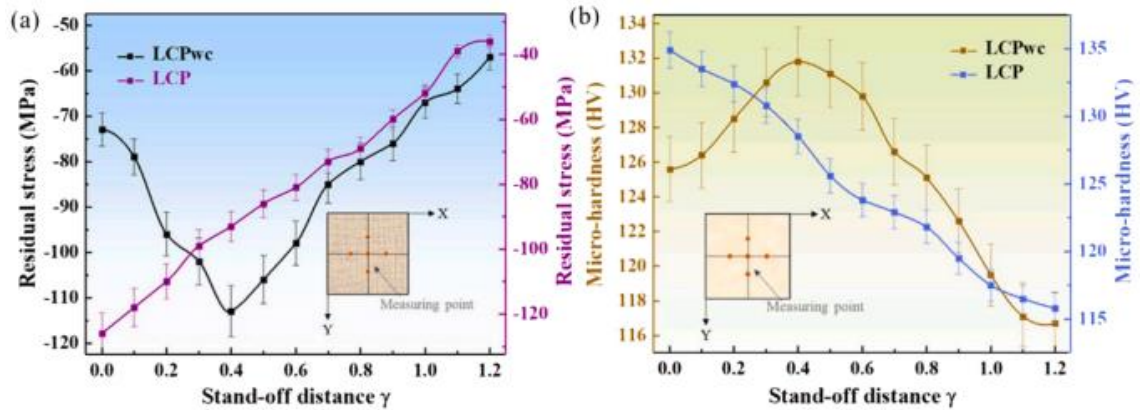 (a)
-50
-60
-70
-80
-90
-100
-110
-120
Residual stress (MPa)
LCPwc
LCP
X
Measuring point
Y
0.0 0.2 0.4 0.6 0.8 1.0 1.2
Stand-off distance γ
-40
-60
-80
-100
-120
Residual stress (MPa)
(b)
134
132
130
128
126
124
122
120
118
116
Micro-hardness (HV)
LCPwc
LCP
X
Measuring point
Y
0.0 0.2 0.4 0.6 0.8 1.0 1.2
Stand-off distance γ
135
130
125
120
115
Micro-hardness (HV)